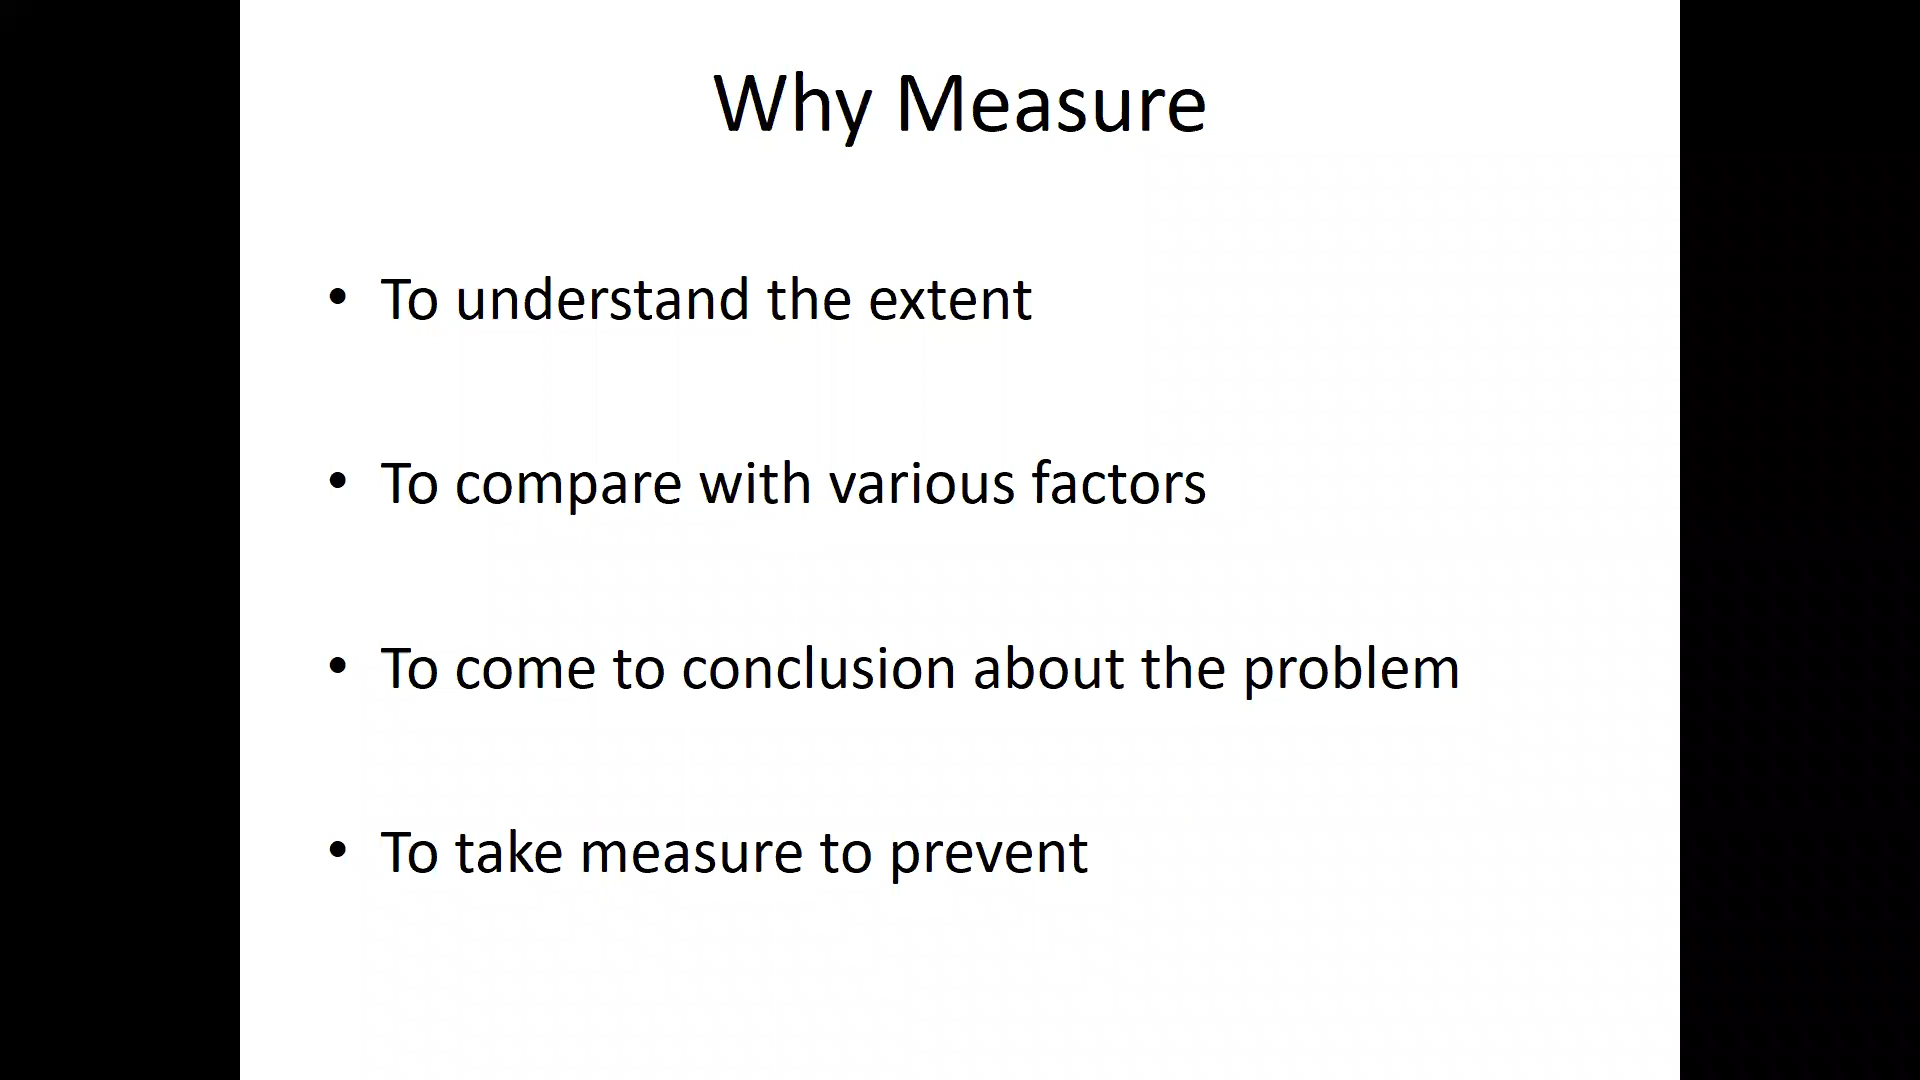 Why Measure
• To understand the extent
• To compare with various factors
• To come to conclusion about the problem
• To take measure to prevent